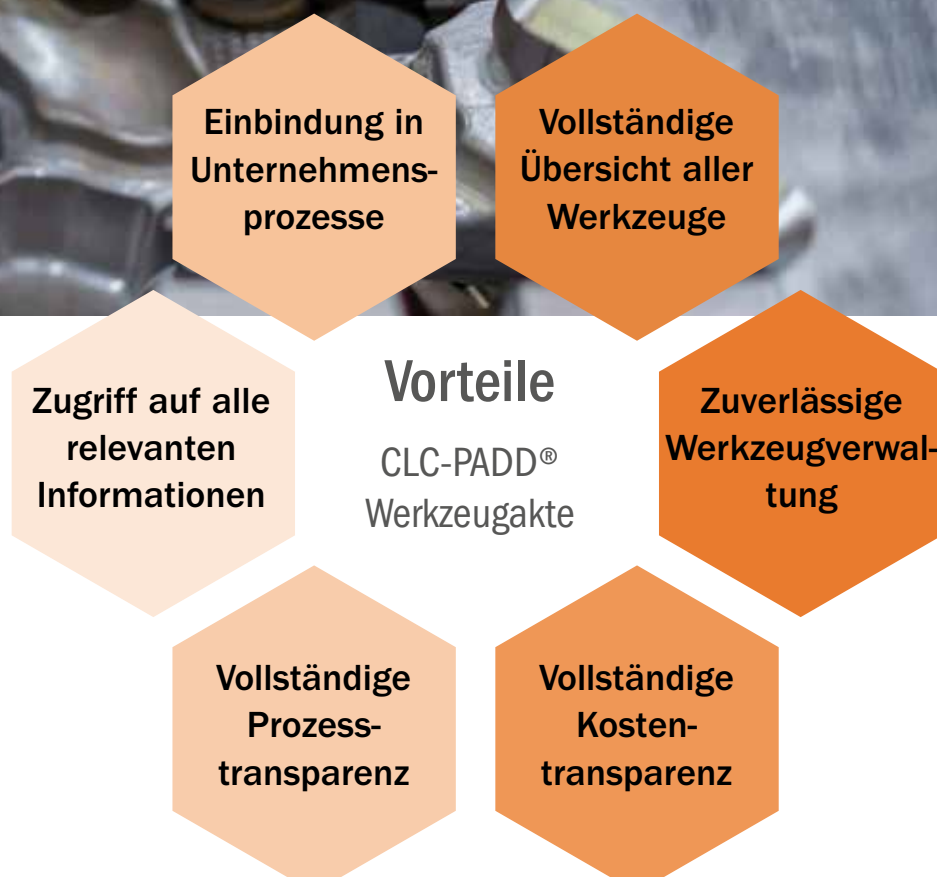 Einbindung in
Unternehmens-
prozesse
Vollständige
Übersicht aller
Werkzeuge
Zugriff auf alle
relevanten
Informationen
Vorteile
CLC-PADD®
Werkzeugakte
Zuverlässige
Werkzeugverwal-
tung
Vollständige
Prozess-
transparenz
Vollständige
Kosten-
transparenz